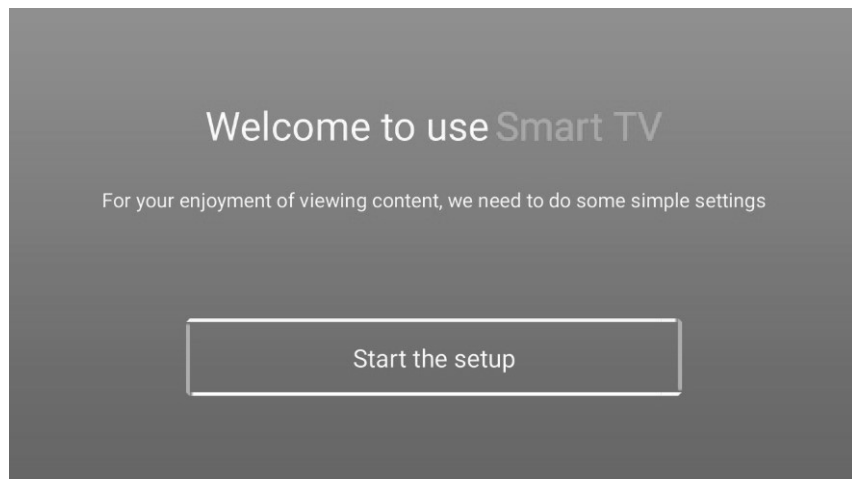 Welcome to use Smart TV
For your enjoyment of viewing content, we need to do some simple settings
Start the setup